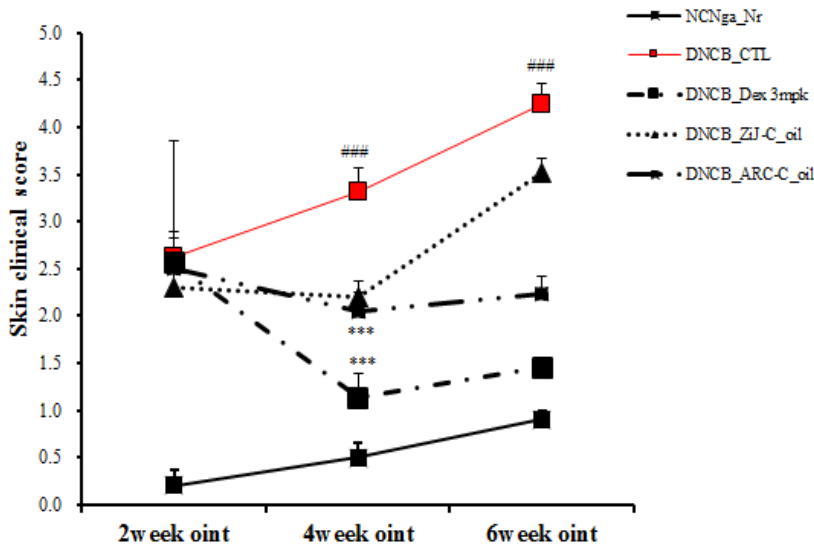 NCNga_Nr
DNCB_CTL
DNCB_Dex 3mpk
DNCB_ZiJ-C_oil
DNCB_ARC-C_oil
Skin clinical score
5.0
4.5
4.0
3.5
3.0
2.5
2.0
1.5
1.0
0.5
0.0
###
###
***
***
2week oint
4week oint
6week oint